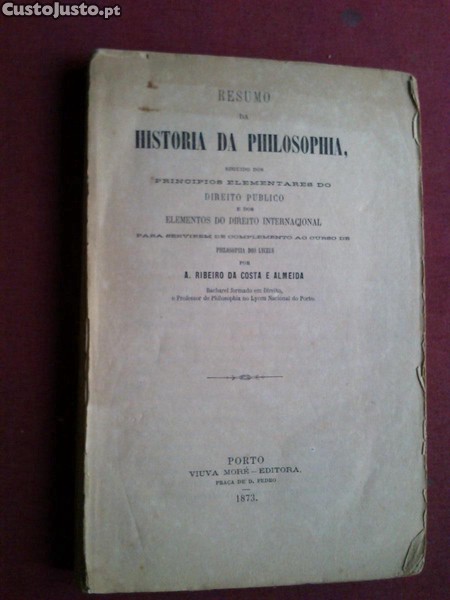 CustoJusto.pt
RESUMO
DA
HISTORIA DA PHILOSOPHIA,
SEGUIDO DOS
PRINCIPIOS ELEMENTARES DO
DIREITO PUBLICO
E DOS
ELEMENTOS DO DIREITO INTERNACIONAL
PARA SERVIREM DE COMPLEMENTO AO CURSO DE
PHILOSOPHIA DOS LYCEUS
POR
A. RIBEIRO DA COSTA E ALMEIDA
Bacharel formado em Direito,
e Professor de Philosophia no Lyceu Nacional do Porto.
PORTO
VIUVA MORÉ—EDITORA
PRAÇA DE D. PEDRO
1873.